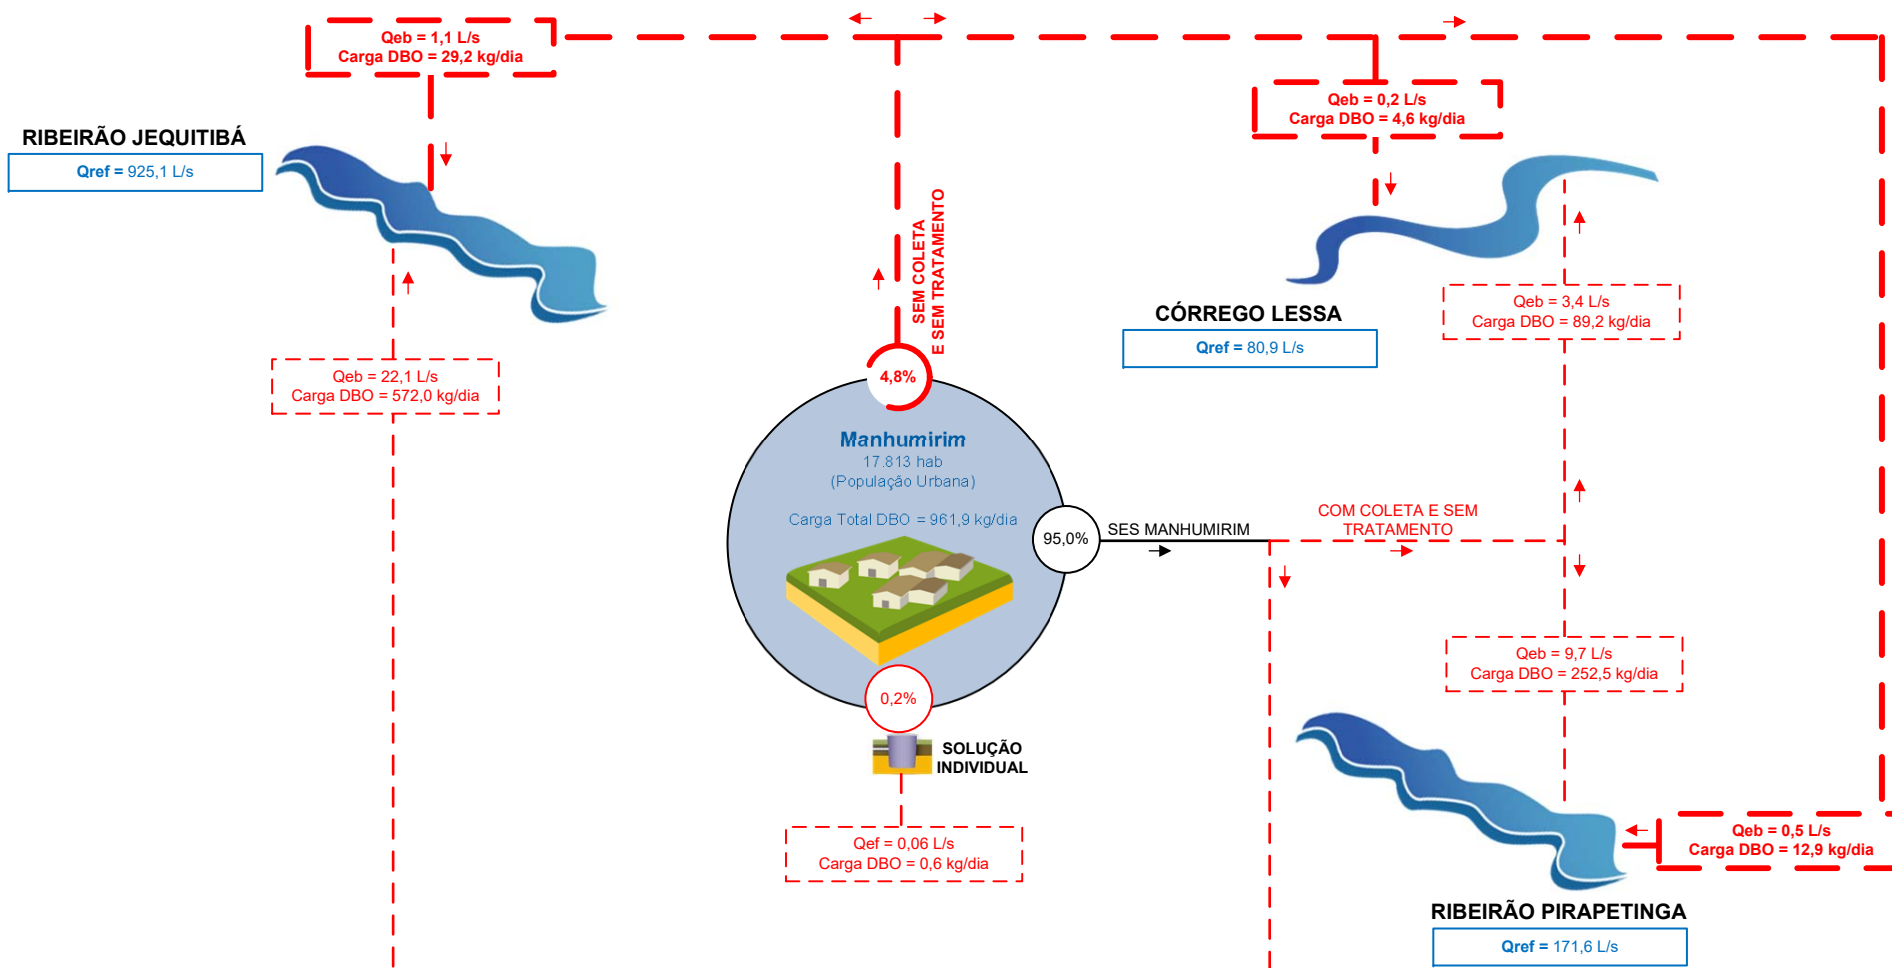 Qeb = 1,1 L/s
Carga DBO = 29,2 kg/dia
Qeb = 0,2 L/s
Carga DBO = 4,6 kg/dia
RIBEIRÃO JEQUITIBÁ
Qref = 925,1 L/s
SEM COLETA
E SEM TRATAMENTO
CÓRREGO LESSA
Qref = 80,9 L/s
Qeb = 3,4 L/s
Carga DBO = 89,2 kg/dia
Qeb = 22,1 L/s
Carga DBO = 572,0 kg/dia
4,8%
Manhumirim
17.813 hab
(População Urbana)
Carga Total DBO = 961,9 kg/dia
95,0%
SES MANHUMIRIM
COM COLETA E SEM
TRATAMENTO
Qeb = 9,7 L/s
Carga DBO = 252,5 kg/dia
0,2%
SOLUÇÃO
INDIVIDUAL
Qef = 0,06 L/s
Carga DBO = 0,6 kg/dia
Qeb = 0,5 L/s
Carga DBO = 12,9 kg/dia
RIBEIRÃO PIRAPETINGA
Qref = 171,6 L/s